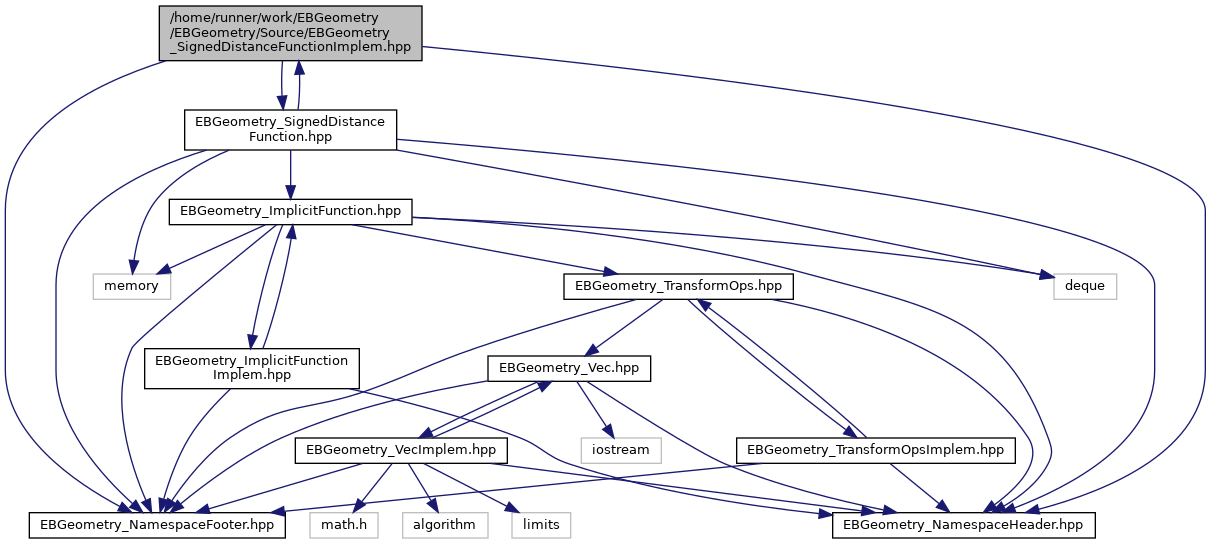 /home/runner/work/EBGeometry
/EBGeometry/Source/EBGeometry
_SignedDistanceFunctionImplem.hpp
EBGeometry_SignedDistance
Function.hpp
EBGeometry_ImplicitFunction.hpp
memory
EBGeometry_TransformOps.hpp
deque
EBGeometry_ImplicitFunction
Implem.hpp
EBGeometry_Vec.hpp
EBGeometry_VecImplem.hpp
iostream
EBGeometry_TransformOpsImplem.hpp
EBGeometry_NamespaceFooter.hpp
math.h
algorithm
limits
EBGeometry_NamespaceHeader.hpp